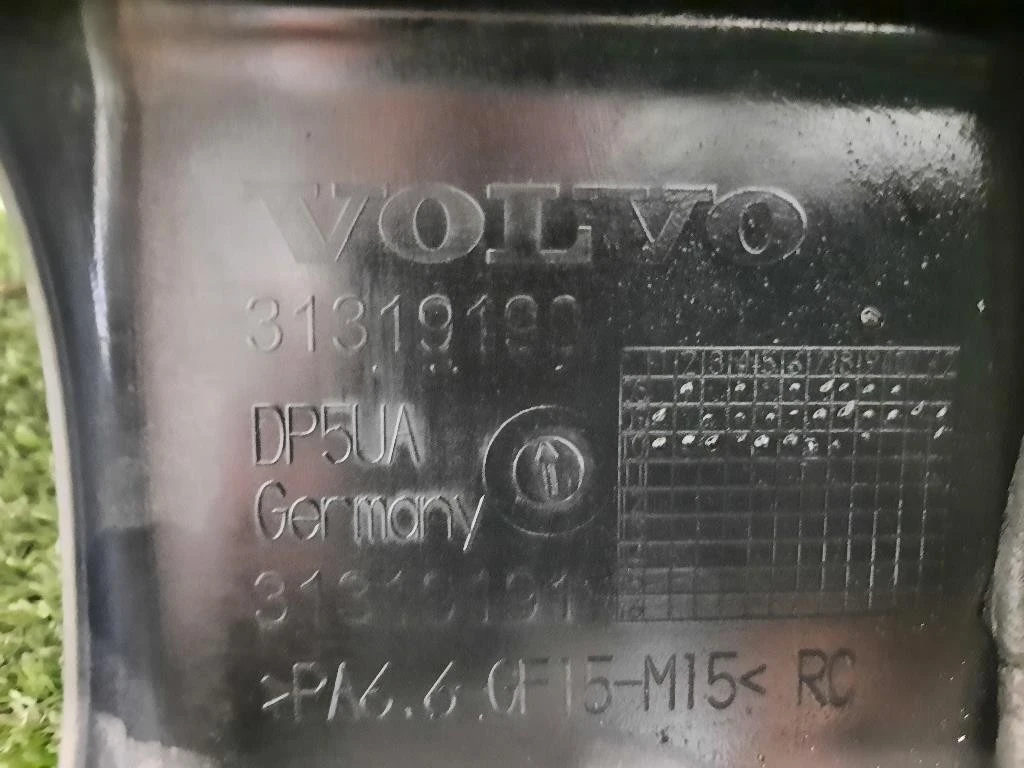 VOLVO
31319190
DP5UA
Germany
31319191
>PA6.6 GF15-M15< RC